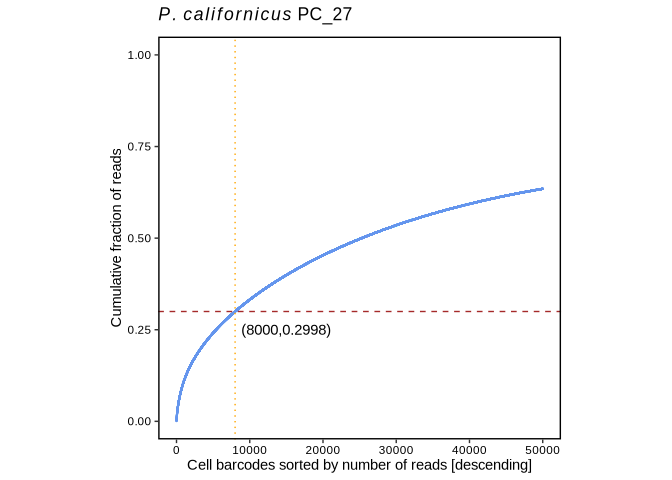 P. californicus PC_27
Cumulative fraction of reads
1.00
0.75
0.50
0.25
0.00
(8000,0.2998)
0 10000 20000 30000 40000 50000
Cell barcodes sorted by number of reads [descending]